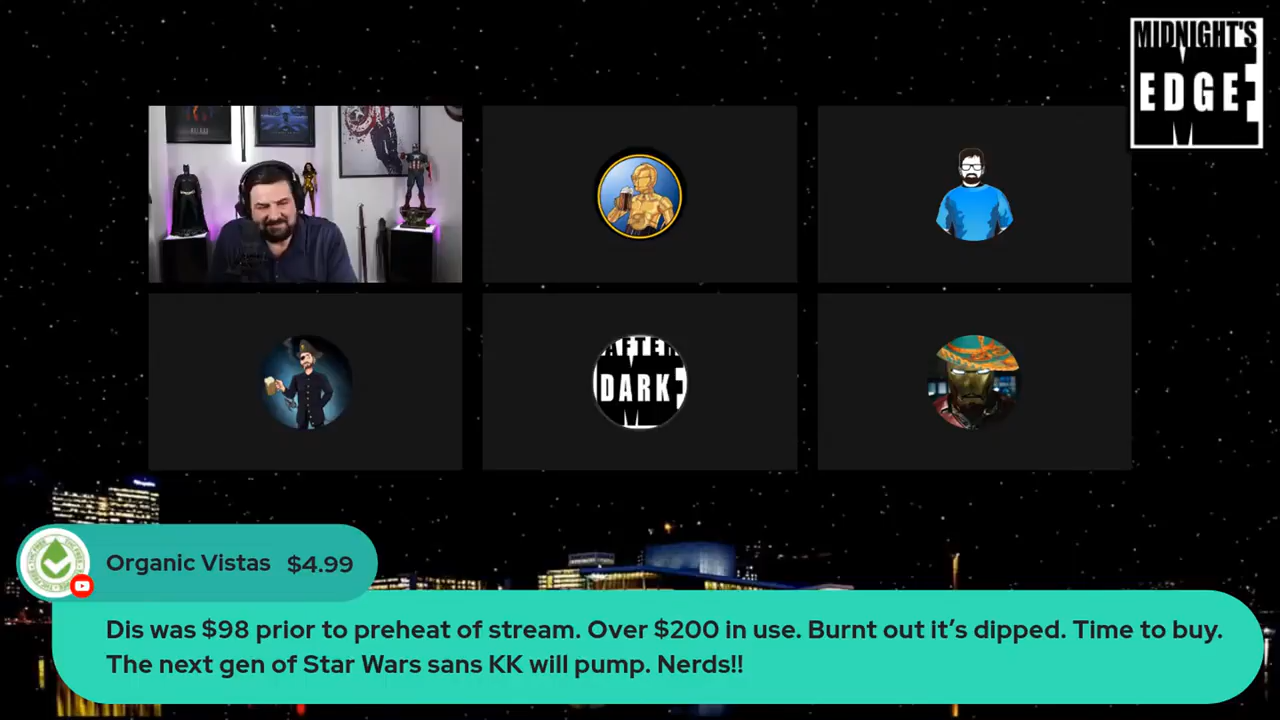 MIDNIGHT'S
EDGE
AFTER
DARK
Organic Vistas $4.99
Dis was $98 prior to preheat of stream. Over $200 in use. Burnt out it’s dipped. Time to buy.
The next gen of Star Wars sans KK will pump. Nerds!!